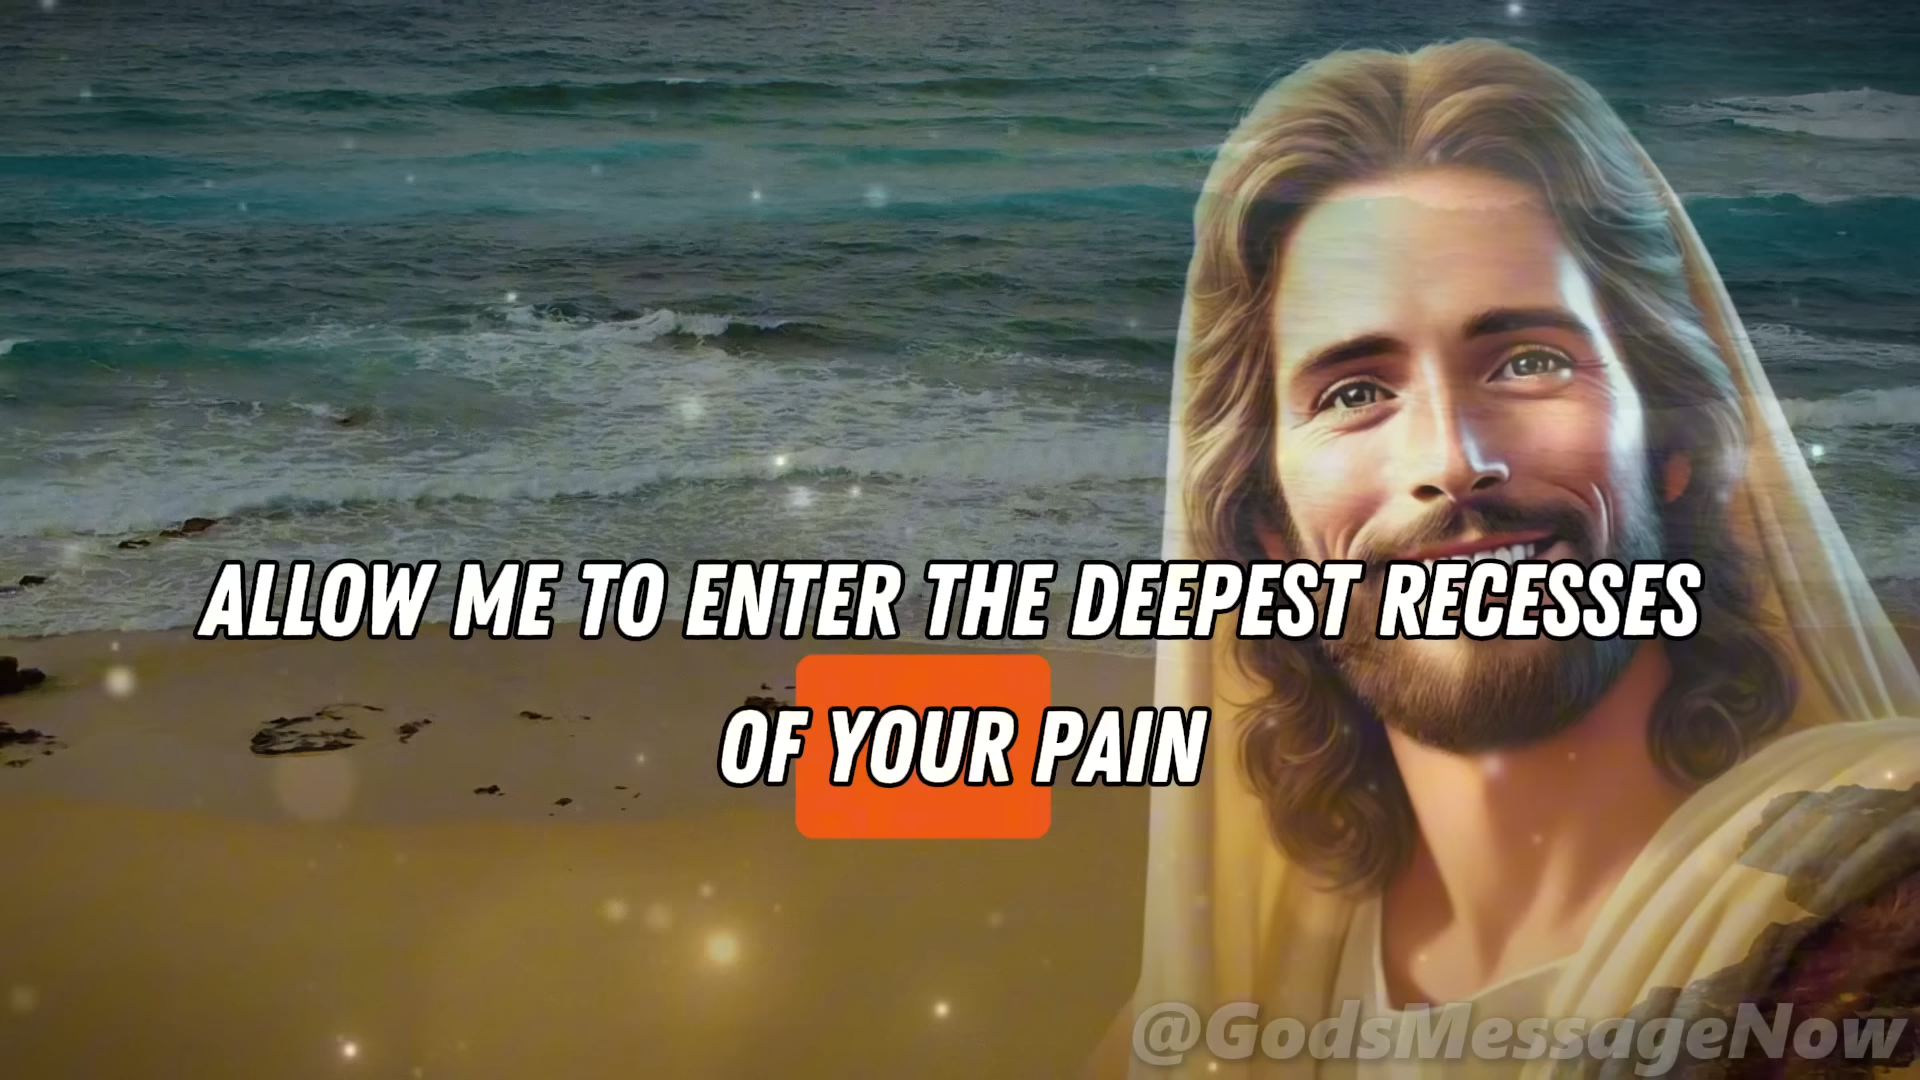 ALLOW ME TO ENTER THE DEEPEST RECESSES
OF YOUR PAIN
@GodsMessageNow